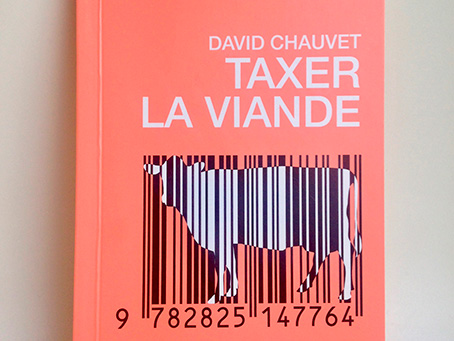 DAVID CHAUVET
TAXER
LA VIANDE
9 782825 147764